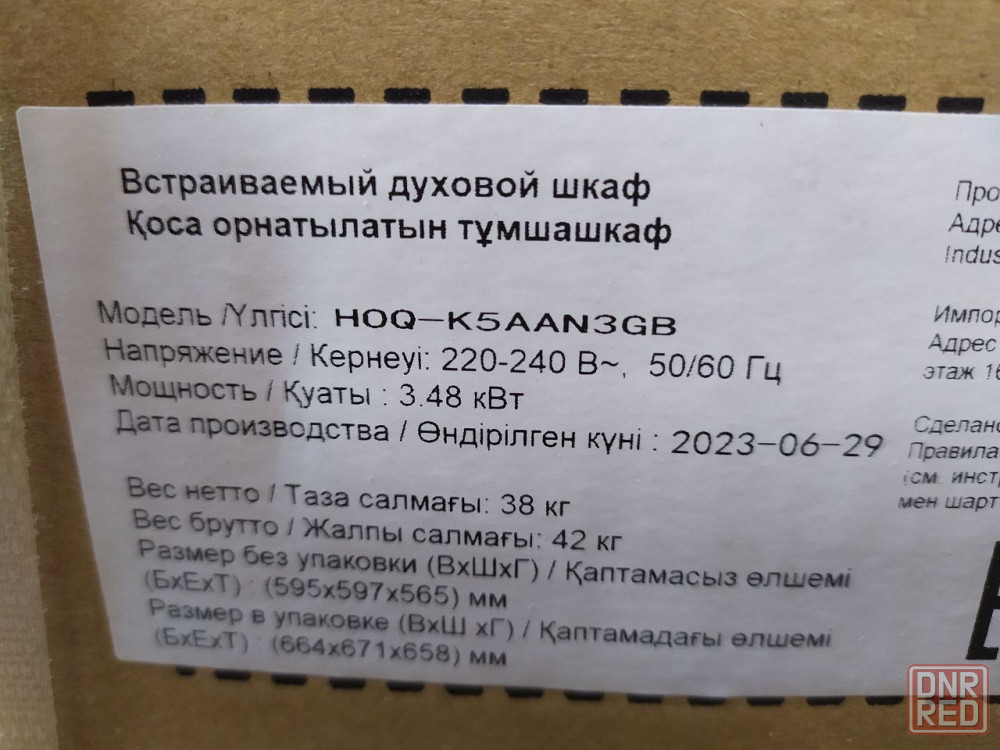 Встраиваемый духовой шкаф
Қоса орнатылатын тұмшашкаф
Модель /Үлгісі: HOQ-K5AAN3GB
Напряжение / Кернеуі: 220-240 В~, 50/60 Гц
Мощность / Қуаты : 3.48 кВт
Дата производства / Өндірілген күні : 2023-06-29
Вес нетто / Таза салмағы: 38 кг
Вес брутто / Жалпы салмағы: 42 кг
Размер без упаковки (ВхШхГ) / Қаптамасыз өлшемі
(БхЕхТ) : (595х597х565) мм
Размер в упаковке (ВхШ хГ) / Қаптамадағы өлшемі
(БхЕхТ) : (664х671х658) мм
Про
Адре
Indus
Импор
Адрес
этаж 16
Сделано
Правила
(см. инст
мен шарт
DNR
RED